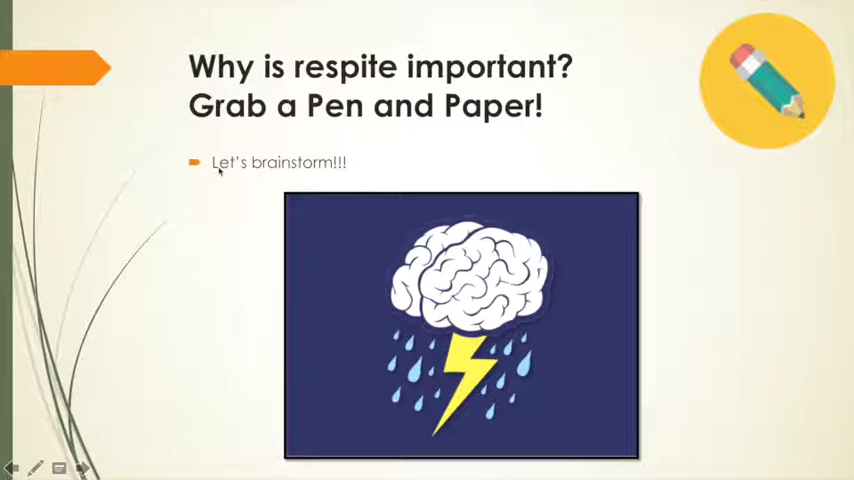 Why is respite important?
Grab a Pen and Paper!
Let's brainstorm!!!